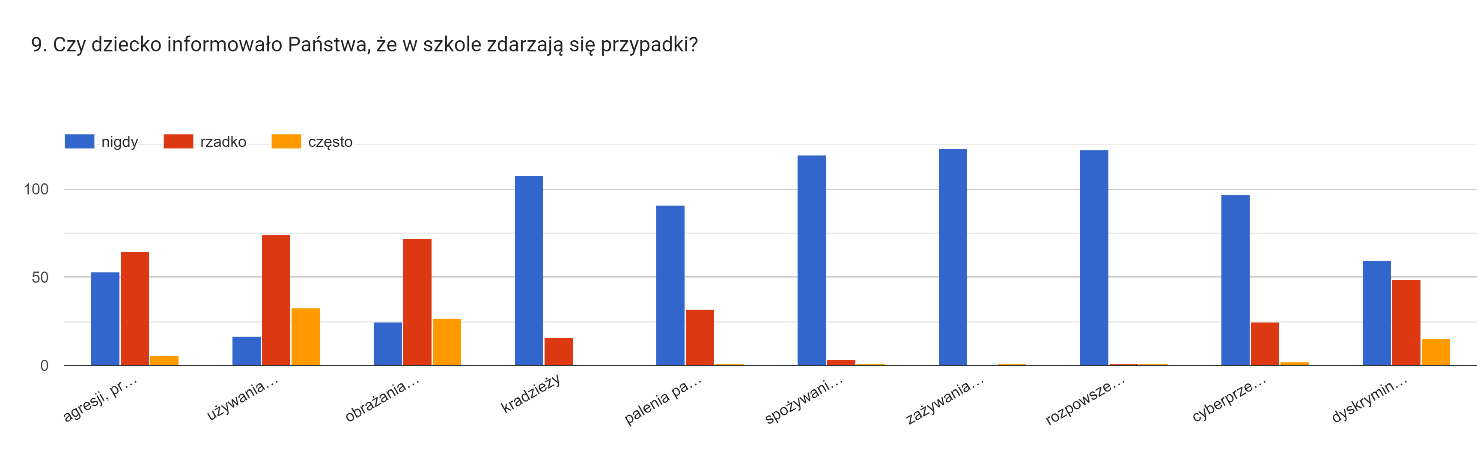 9. Czy dziecko informowało Państwa, że w szkole zdarzają się przypadki?
nigdy rzadko często
100
50
0
agresji, pr…
używania…
obrażania…
kradzieży
palenia pa…
spożywani…
zażywania…
rozpowsze…
cyberprze…
dyskrymin…